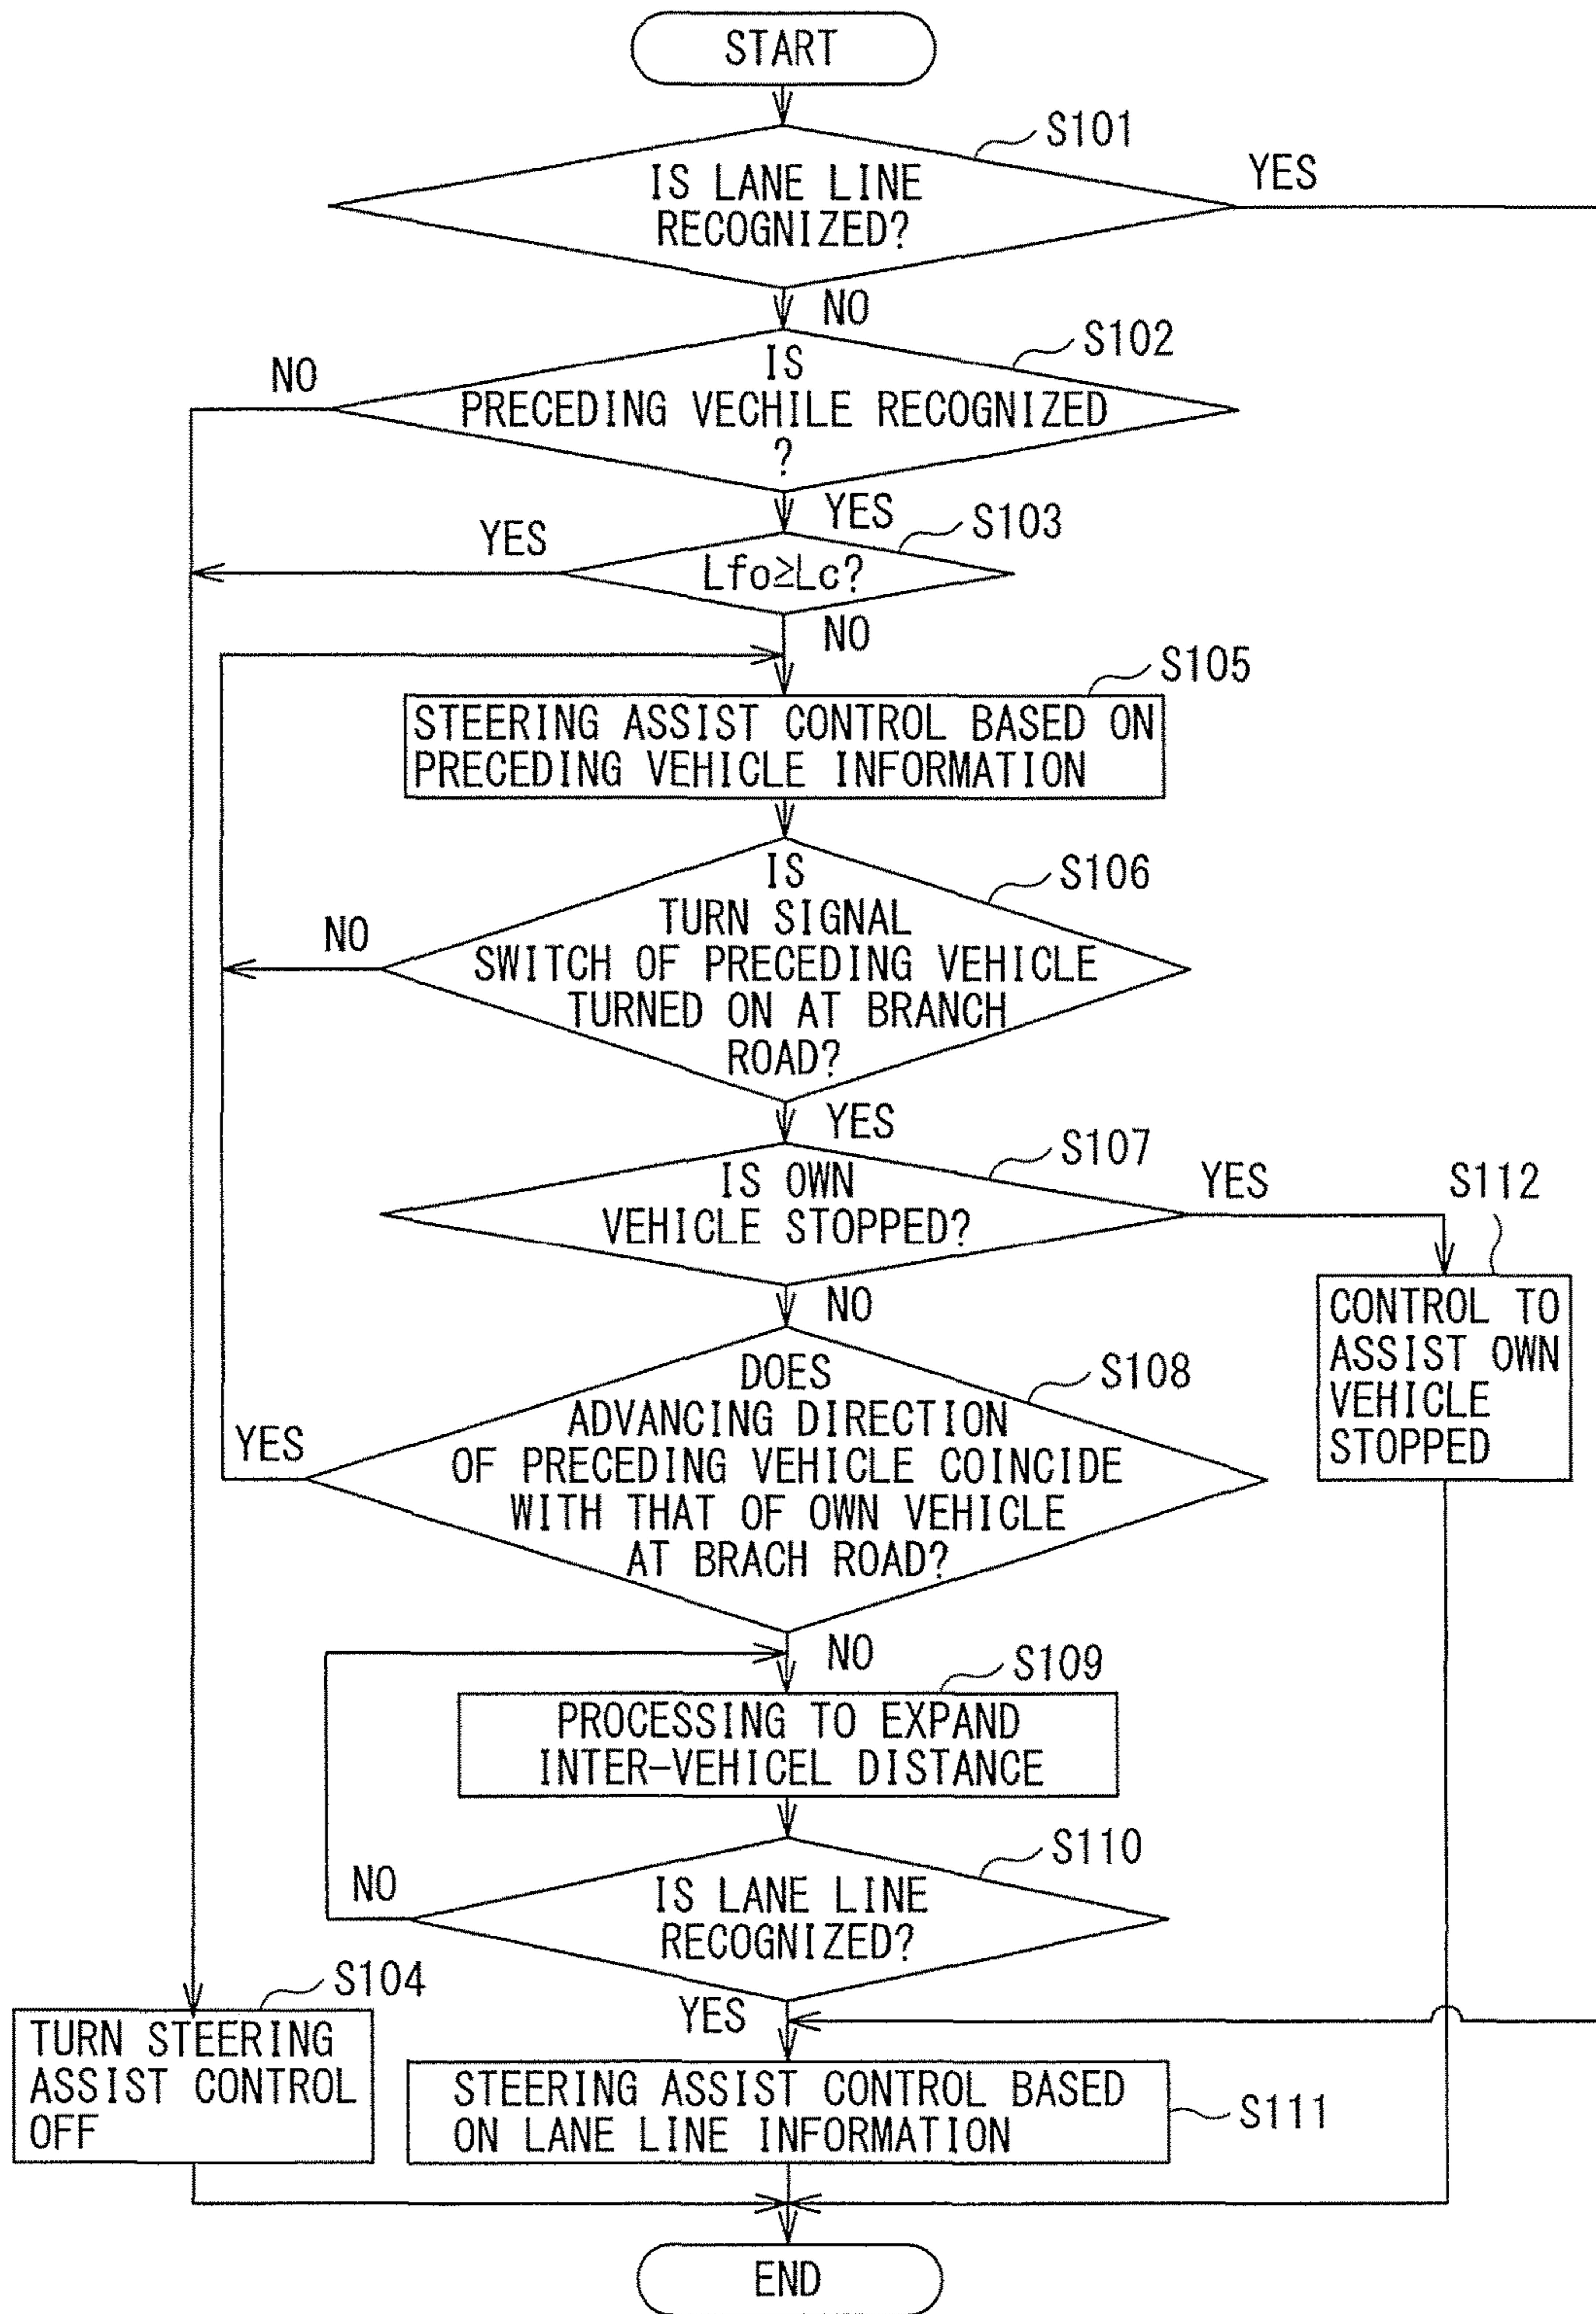 START
S101
YES
IS LANE LINE
RECOGNIZED?
NO
S102
NO
IS
PRECEDING VECHILE RECOGNIZED
?
YES
S103
YES
Lfo≥Lc?
NO
S105
STEERING ASSIST CONTROL BASED ON
PRECEDING VEHICLE INFORMATION
S106
IS
TURN SIGNAL
NO
SWITCH OF PRECEDING VEHICLE
TURNED ON AT BRANCH
ROAD?
YES
S107
IS OWN
VEHICLE STOPPED?
YES
S112
NO
CONTROL TO
ASSIST OWN
VEHICLE
STOPPED
S108
DOES
ADVANCING DIRECTION
YES
OF PRECEDING VEHICLE COINCIDE
WITH THAT OF OWN VEHICLE
AT BRACH ROAD?
NO
S109
PROCESSING TO EXPAND
INTER-VEHICEL DISTANCE
S110
NO
IS LANE LINE
RECOGNIZED?
S104
YES
TURN STEERING
ASSIST CONTROL
OFF
STEERING ASSIST CONTROL BASED
ON LANE LINE INFORMATION
S111
END